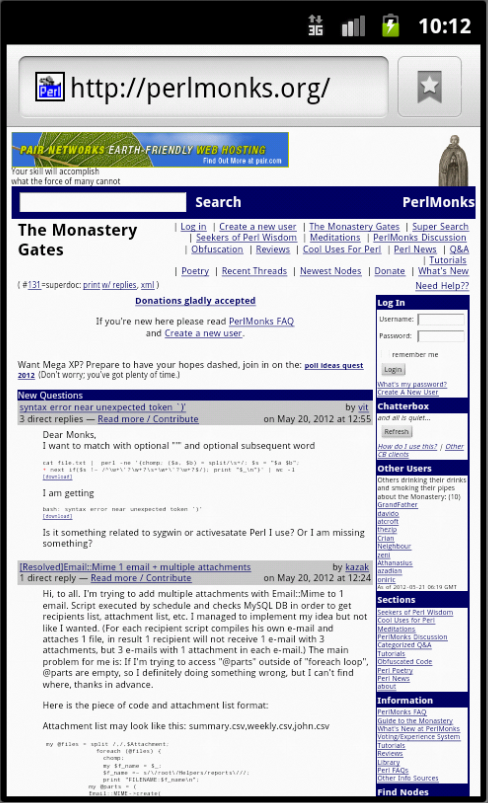 3G 10:12
Perl http://perlmonks.org/
PAIR NETWORKS EARTH-FRIENDLY WEB HOSTING
Find Out More at pair.com
Your skill will accomplish
what the force of many cannot
Search PerlMonks
The Monastery Gates
| Log in | Create a new user | The Monastery Gates | Super Search
| Seekers of Perl Wisdom | Meditations | PerlMonks Discussion
| Obfuscation | Reviews | Cool Uses For Perl | Perl News | Q&A
| Tutorials
| Poetry | Recent Threads | Newest Nodes | Donate | What's New
( #131=superdoc: print w/ replies, xml ) Need Help??
Donations gladly accepted
If you're new here please read PerlMonks FAQ
and Create a new user.
Want Mega XP? Prepare to have your hopes dashed, join in on the: poll ideas quest
2012 (Don't worry; you've got plenty of time.)
New Questions
syntax error near unexpected token `)' by vit
3 direct replies — Read more / Contribute on May 20, 2012 at 12:55
Dear Monks,
I want to match with optional "'" and optional subsequent word
[download]
I am getting
bash: syntax error near unexpected token `)'
[download]
Is it something related to sygwin or activesatate Perl I use? Or I am missing
something?
[Resolved]Email::Mime 1 email + multiple attachments by kazak
1 direct reply — Read more / Contribute on May 20, 2012 at 12:24
Hi, to all. I'm trying to add multiple attachments with Email::Mime to 1
email. Script executed by schedule and checks MySQL DB in order to get
recipients list, attachment list, etc. I managed to implement my idea but not
like I wanted. (For each recipient script compiles his own e-mail and
attaches 1 file, in result 1 recipient will not receive 1 e-mail with 3
attachments, but 3 e-mails with 1 attachment in each e-mail.) The main
problem for me is: If I'm trying to access "@parts" outside of "foreach loop",
@parts are empty, so I definitely doing something wrong, but I can't find
where, thanks in advance.
Here is the piece of code and attachment list format:
Attachment list may look like this: summary.csv,weekly.csv,john.csv
my @files = split /,/,$Attachment;
foreach (@files) {
chomp;
my $f_name = $_;
$f_name =~ s/\/root\/Helpers/reports\///;
print "FILENAME:$f_name\n";
my @parts = (
Email::MIME->create(
Log In
Username:
Password:
remember me
Login
What's my password?
Create A New User
Chatterbox
and all is quiet...
Refresh
How do I use this? | Other
CB clients
Other Users
Others drinking their drinks
and smoking their pipes
about the Monastery: (10)
GrandFather
davido
atcroft
thezip
Crian
Neighbour
zeni
Athanasius
azadian
oniric
As of 2012-05-21 06:19 GMT
Sections
Seekers of Perl Wisdom
Cool Uses for Perl
Meditations
PerlMonks Discussion
Categorized Q&A
Tutorials
Obfuscated Code
Perl Poetry
Perl News
about
Information
PerlMonks FAQ
Guide to the Monastery
What's New at PerlMonks
Voting/Experience System
Tutorials
Reviews
Library
Perl FAQs
Other Info Sources
Find Nodes